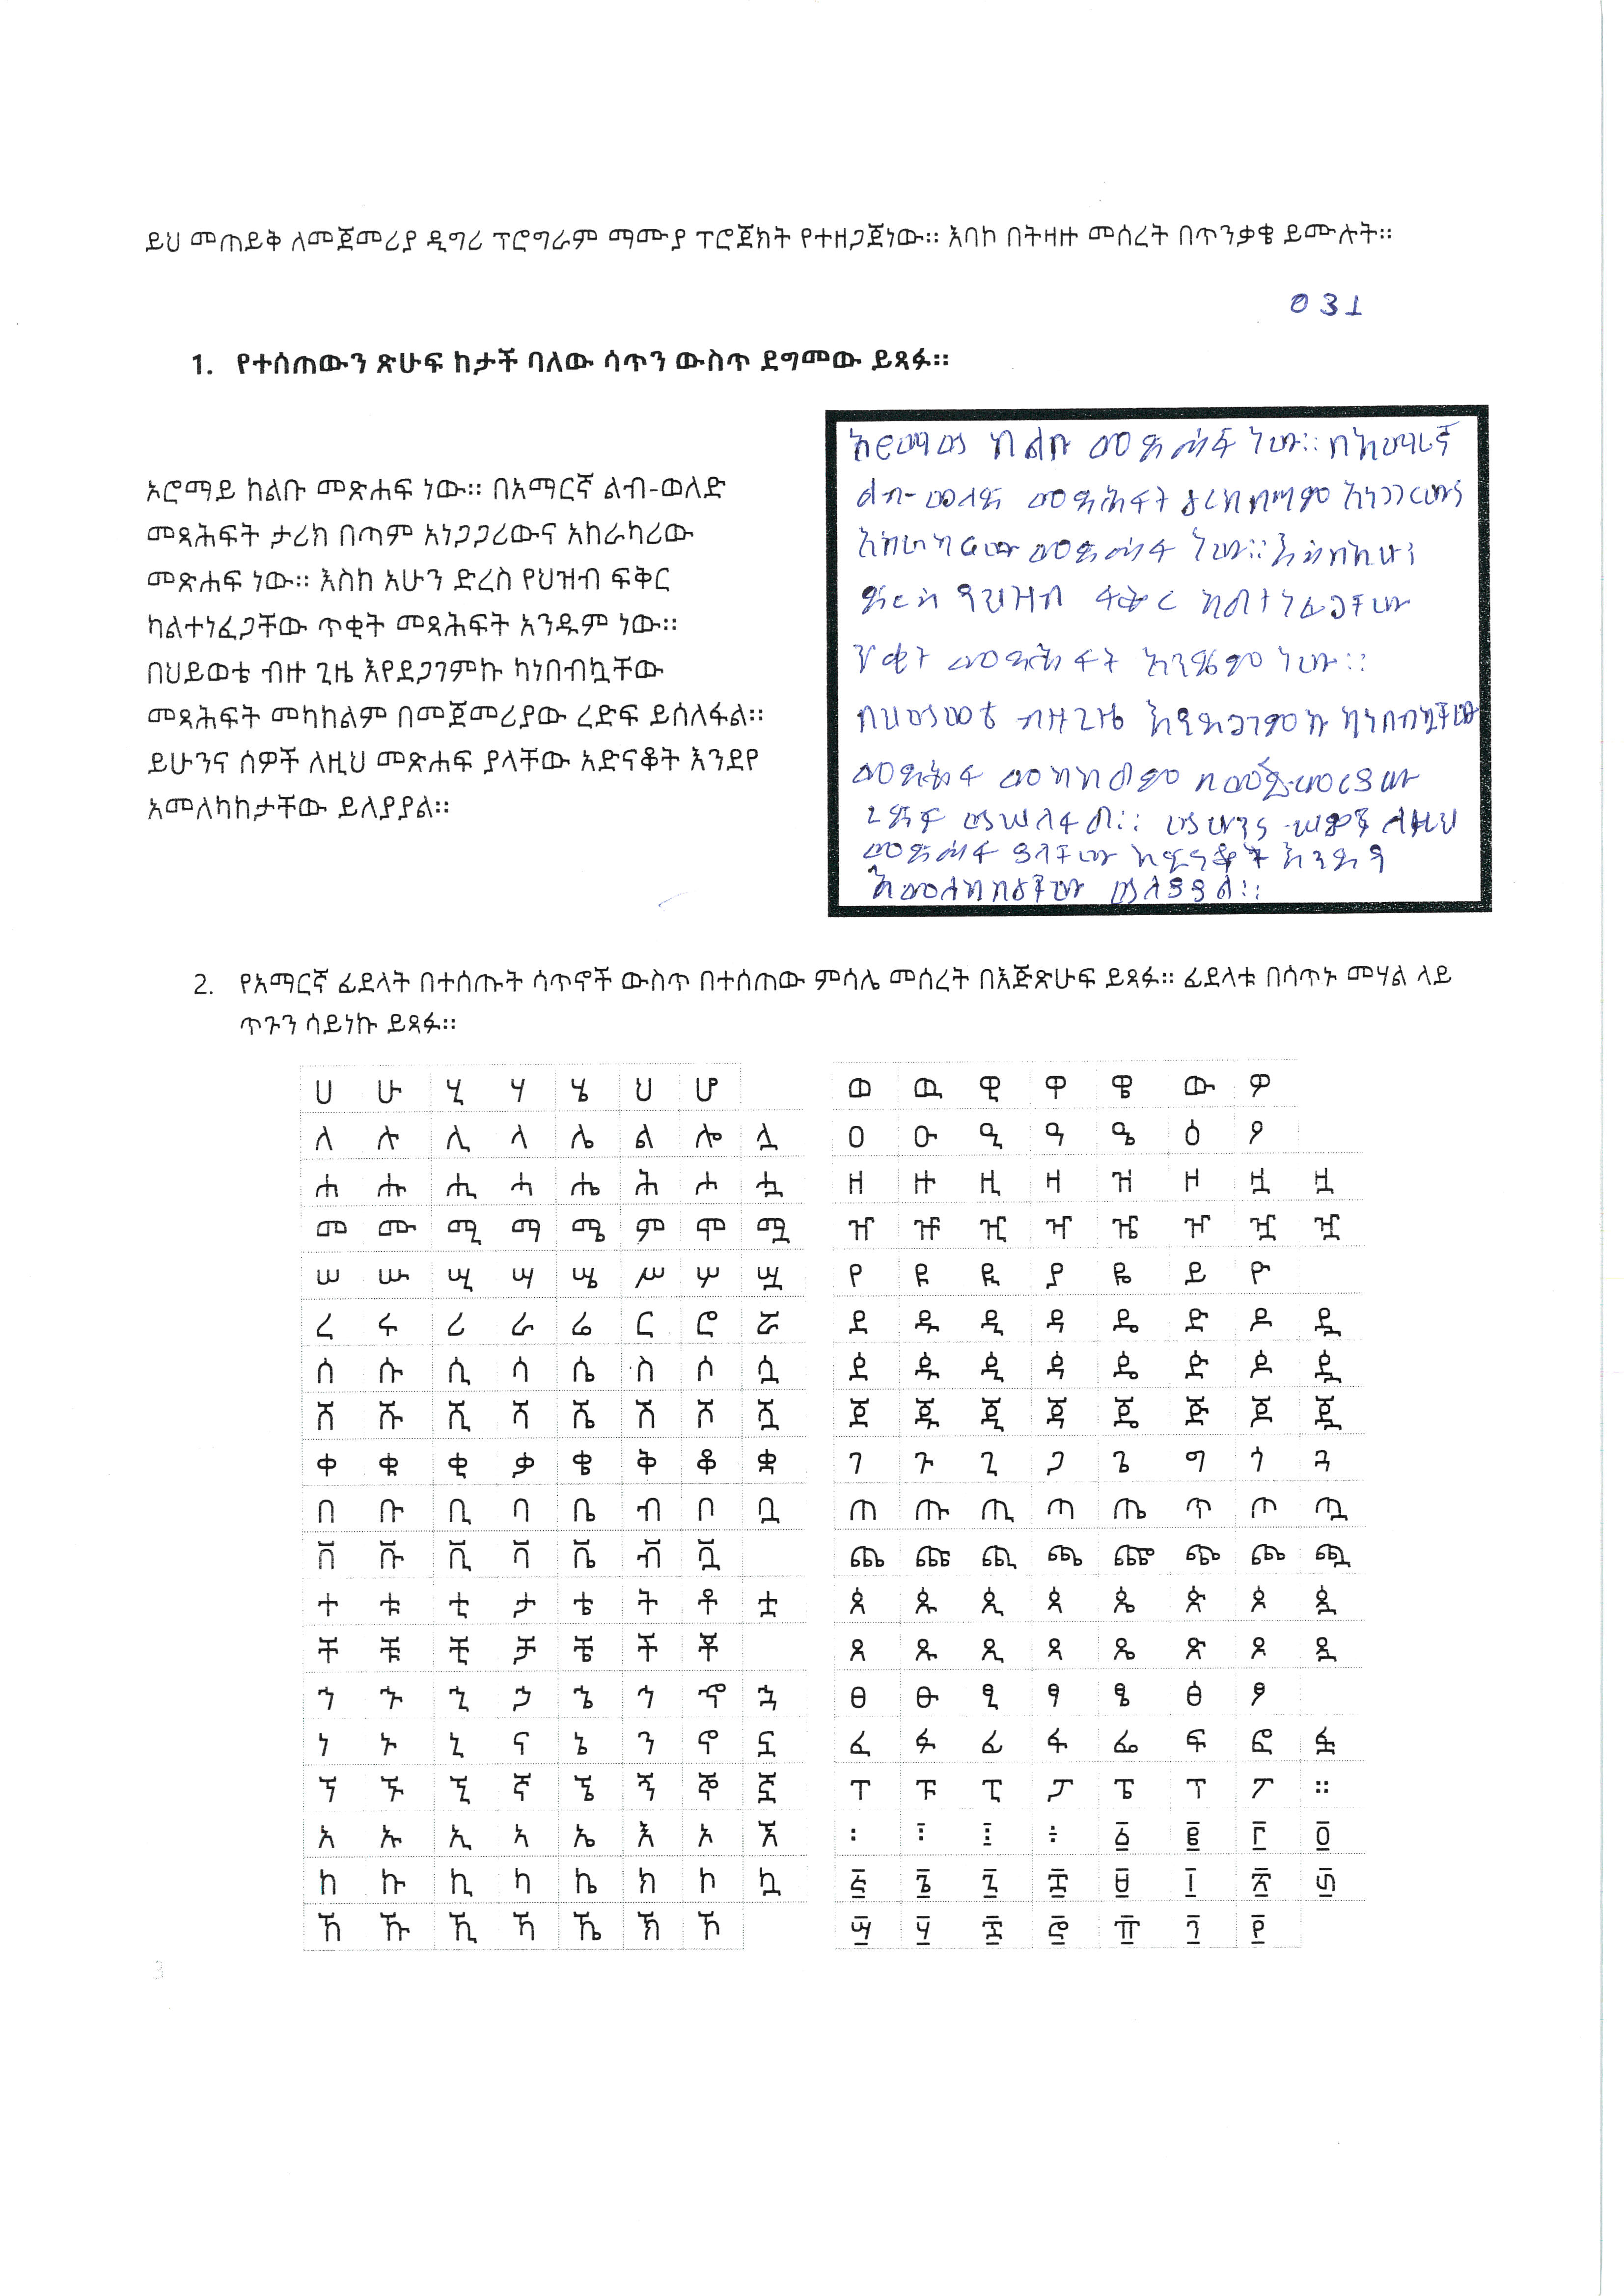 ይህ መጠይቅ ለመጀመሪያ ዲግሪ ፕሮግራም ማሙያ ፕሮጀክት የተዘጋጀነው። እባኮ በትዛዙ መሰረት በጥንቃቄ ይሙሉት።
031
1. የተሰጠውን ጽሁፍ ከታች ባለው ሳጥን ውስጥ ደግመው ይጻፉ።
ኦሮማይ ከልቡ መጽሐፍ ነው። በአማርኛ ልብ-ወለድ
መጻሕፍት ታሪክ በጣም አነጋጋሪውና አከራካሪው
መጽሐፍ ነው። እስከ አሁን ድረስ የህዝብ ፍቅር
ካልተነፈጋቸው ጥቂት መጻሕፍት አንዱም ነው።
በህይወቴ ብዙ ጊዜ እየደጋገምኩ ካነበብኳቸው
መጻሕፍት መካከልም በመጀመሪያው ረድፍ ይሰለፋል።
ይሁንና ሰዎች ለዚህ መጽሐፍ ያላቸው አድናቆት እንደየ
አመለካከታቸው ይለያያል።
ከልቡ መጽሐፍ ነው። በአማርኛ
ልብ-ወለድ መጻሕፍት ታሪክ በጣም አነጋጋሪውና
አከራካሪው መጽሐፍ ነው። እስከ አሁን
ድረስ የህዝብ ፍቅር ካልተነፈጋቸው
ጥቂት መጻሕፍት አንዱም ነው።
በህይወቴ ብዙ ጊዜ እየደጋገምኩ ካነበብኳቸው
መካከልም በመጀመሪያው
ረድፍ ይሠለፋል። ይሁንና ሠዎች ለዚህ
መጽሐፍ ያላቸው አድናቆት እንደየ
አመለካከታቸው ይለያያል።
2. የአማርኛ ፊደላት በተሰጡት ሳጥኖች ውስጥ በተሰጠው ምሳሌ መሰረት በእጅጽሁፍ ይጻፉ። ፊደላቱ በሳጥኑ መሃል ላይ
ጥጉን ሳይነኩ ይጻፉ።
ሀ ሁ ሂ ሃ ሄ ህ ሆ
ለ ሉ ሊ ላ ሌ ል ሎ ሏ
ሐ ሑ ሒ ሓ ሔ ሕ ሖ ሗ
መ ሙ ሚ ማ ሜ ም ሞ ሟ
ሠ ሡ ሢ ሣ ሤ ሥ ሦ ሧ
ረ ሩ ሪ ራ ሬ ር ሮ ሯ
ሰ ሱ ሲ ሳ ሴ ስ ሶ ሷ
ሸ ሹ ሺ ሻ ሼ ሽ ሾ ሿ
ቀ ቁ ቂ ቃ ቄ ቅ ቆ ቋ
በ ቡ ቢ ባ ቤ ብ ቦ ቧ
ቨ ቩ ቪ ቫ ቬ ቭ ቯ
ተ ቱ ቲ ታ ቴ ት ቶ ቷ
ቸ ቹ ቺ ቻ ቼ ች ቾ
ኀ ኁ ኂ ኃ ኄ ኅ ኆ ኋ
ነ ኑ ኒ ና ኔ ን ኖ ኗ
ኘ ኙ ኚ ኛ ኜ ኝ ኞ ኟ
አ ኡ ኢ ኣ ኤ እ ኦ ኧ
ከ ኩ ኪ ካ ኬ ክ ኮ ኳ
ኸ ኹ ኺ ኻ ኼ ኽ ኾ
ወ ዉ ዊ ዋ ዌ ው ዎ
ዐ ዑ ዒ ዓ ዔ ዕ ዖ
ዘ ዙ ዚ ዛ ዝ ዞ ዟ ዟ
ዠ ዡ ዢ ዣ ዤ ዦ ዧ ዧ
የ ዩ ዪ ያ ዬ ይ ዮ
ደ ዱ ዲ ዳ ዴ ድ ዶ ዷ
ዸ ዹ ዺ ዻ ዼ ዽ ዾ ዿ
ጀ ጁ ጂ ጃ ጄ ጅ ጆ ጇ
ገ ጉ ጊ ጋ ጌ ግ ጎ ጓ
ጠ ጡ ጢ ጣ ጤ ጥ ጦ ጧ
ጨ ጩ ጪ ጫ ጬ ጭ ጮ ጯ
ጰ ጱ ጲ ጳ ጴ ጵ ጶ ጷ
ጸ ጹ ጺ ጻ ጼ ጽ ጾ ጿ
ፀ ፁ ፂ ፃ ፄ ፅ ፆ
ፈ ፉ ፊ ፋ ፌ ፍ ፎ ፏ
ፐ ፑ ፒ ፓ ፔ ፕ ፖ ።
፡ ፣ ፤ ÷ ፩ ፪ ፫ ፬
፭ ፮ ፯ ፰ ፱ ፲ ፳ ፴
፵ ፶ ፷ ፸ ፹ ፺ ፻